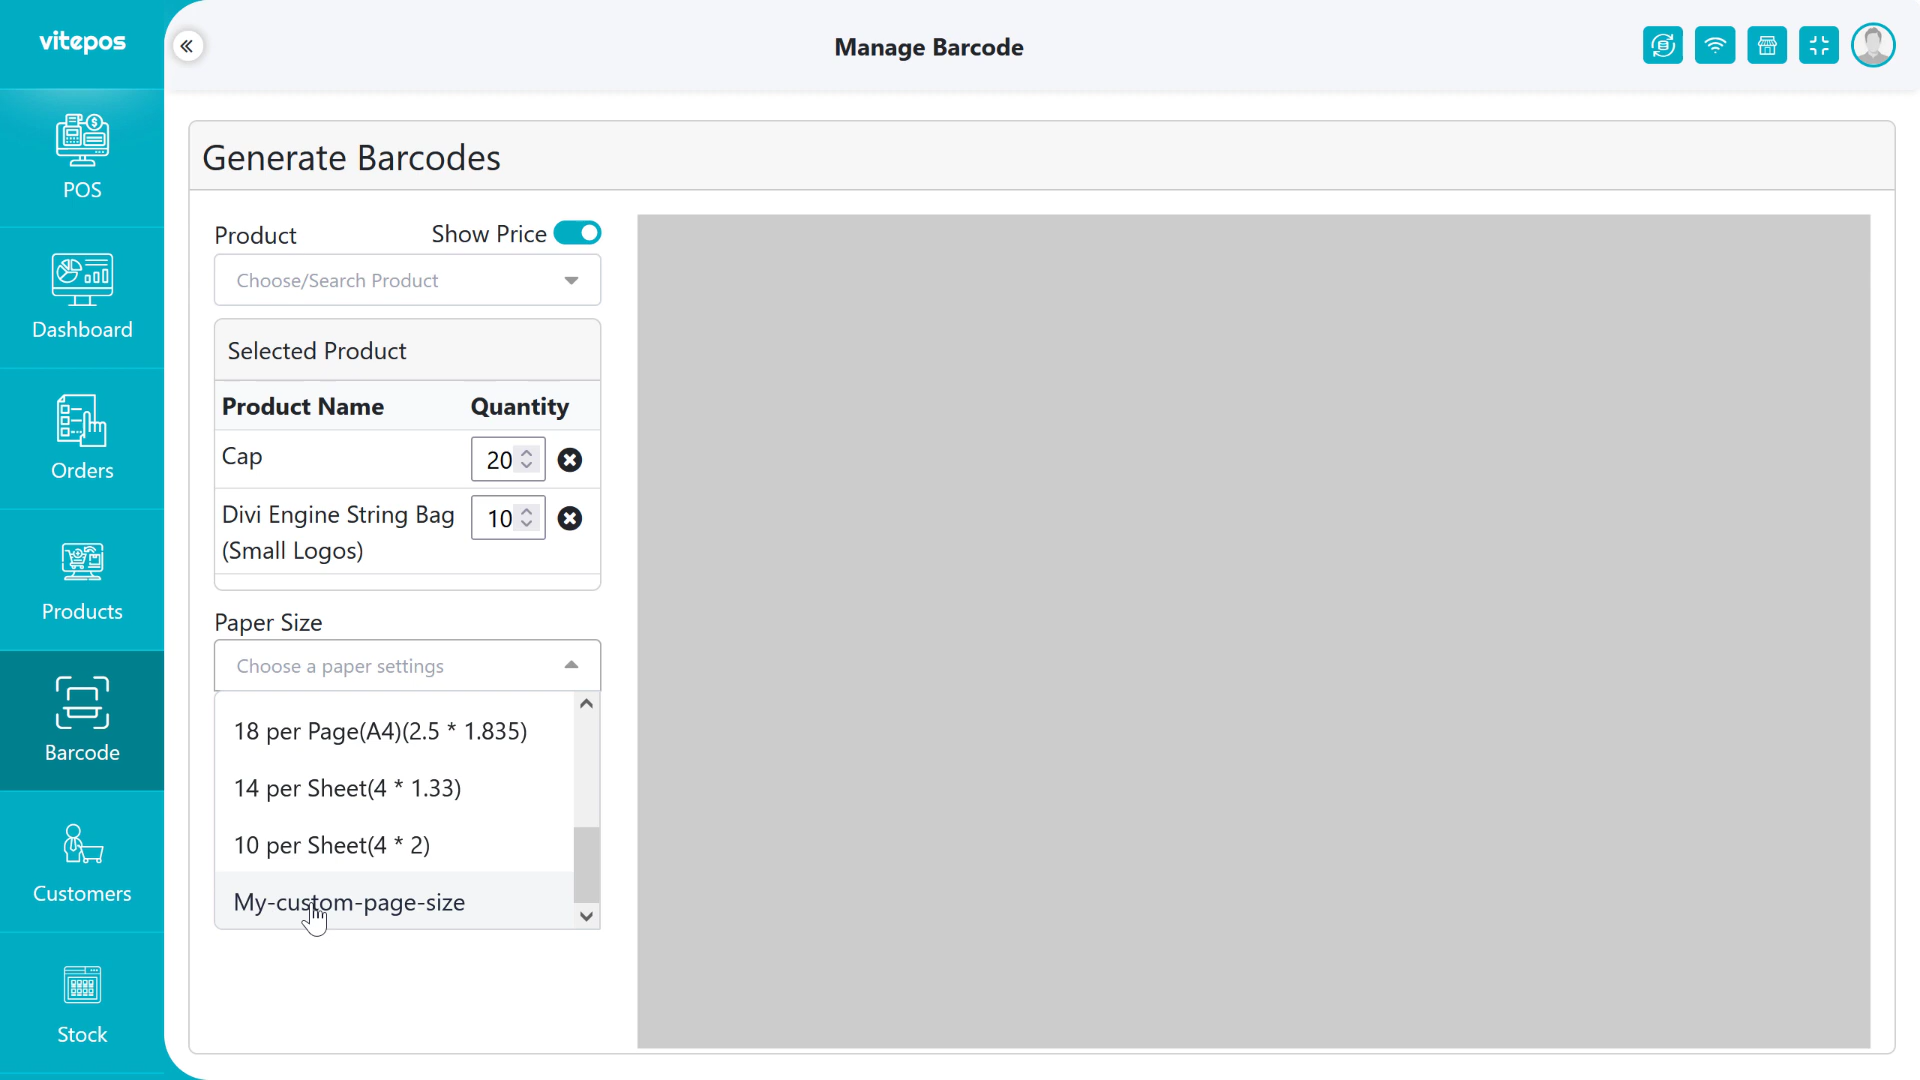 vitepos
Manage Barcode
POS
Dashboard
Orders
Products
Barcode
Customers
Stock
Generate Barcodes
Product
Show Price
Choose/Search Product
Selected Product
Product Name Quantity
Cap 20
Divi Engine String Bag 10
(Small Logos)
Paper Size
Choose a paper settings
18 per Page(A4)(2.5 * 1.835)
14 per Sheet(4 * 1.33)
10 per Sheet(4 * 2)
My-custom-page-size